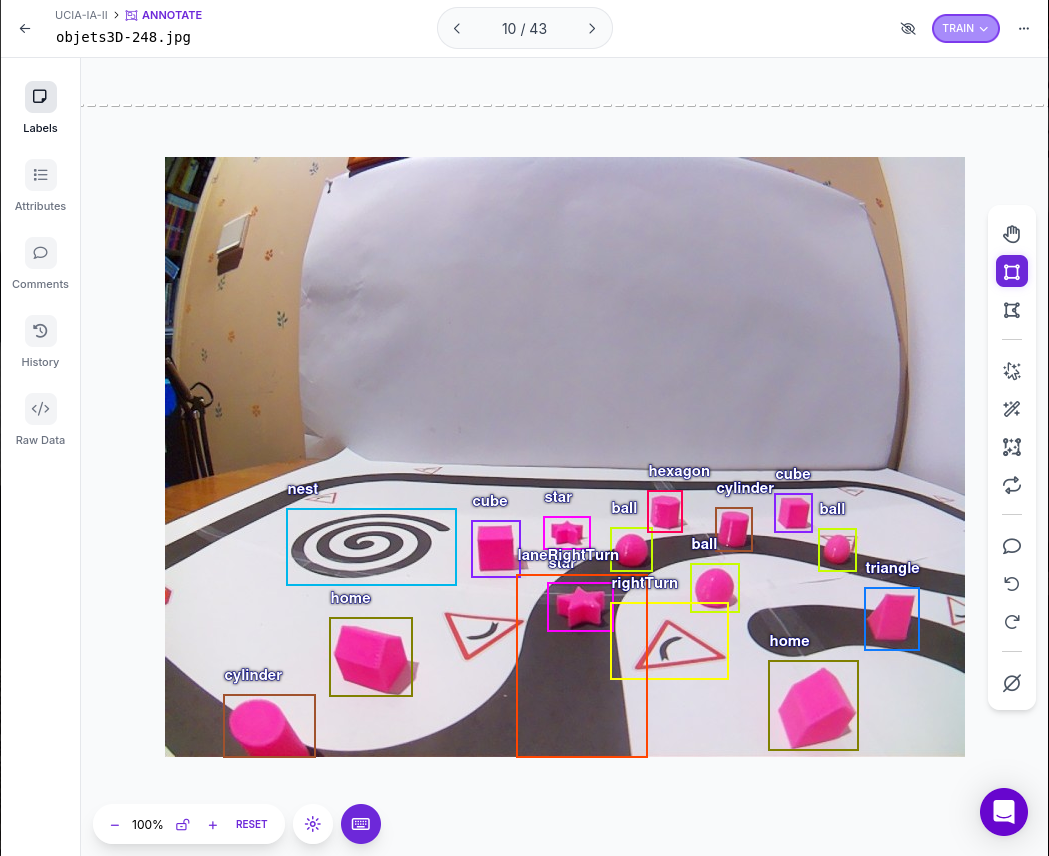 UCIA-IA-II > ANNOTATE
objets3D-248.jpg
10 / 43
TRAIN
Labels
Attributes
Comments
History
Raw Data
hexagon
cube
nest
cylinder
star
cube
ball
ball
ball
laneRightTurn
star
triangle
rightTurn
home
home
cylinder
100%
RESET